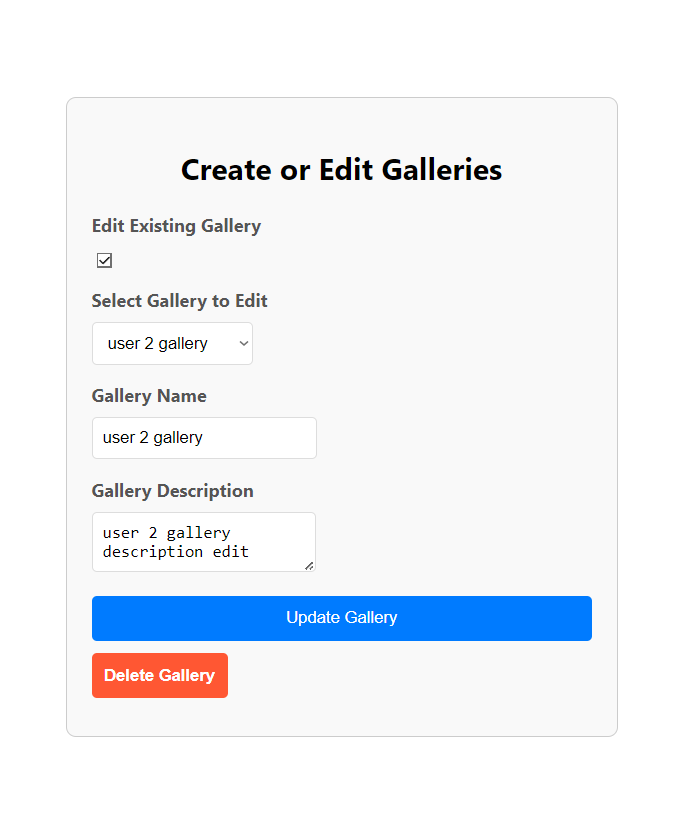 Create or Edit Galleries
Edit Existing Gallery
Select Gallery to Edit
user 2 gallery
Gallery Name
user 2 gallery
Gallery Description
user 2 gallery
description edit
Update Gallery
Delete Gallery